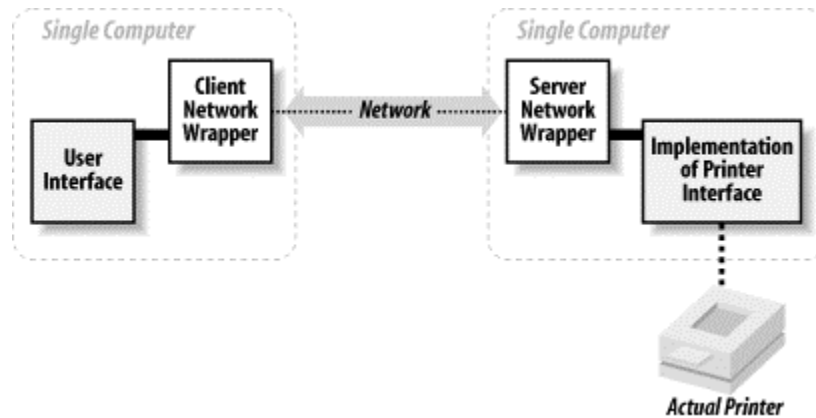 Single Computer
Single Computer
Client
Network
Wrapper
Network
Server
Network
Wrapper
User
Interface
Implementation
of Printer
Interface
Actual Printer